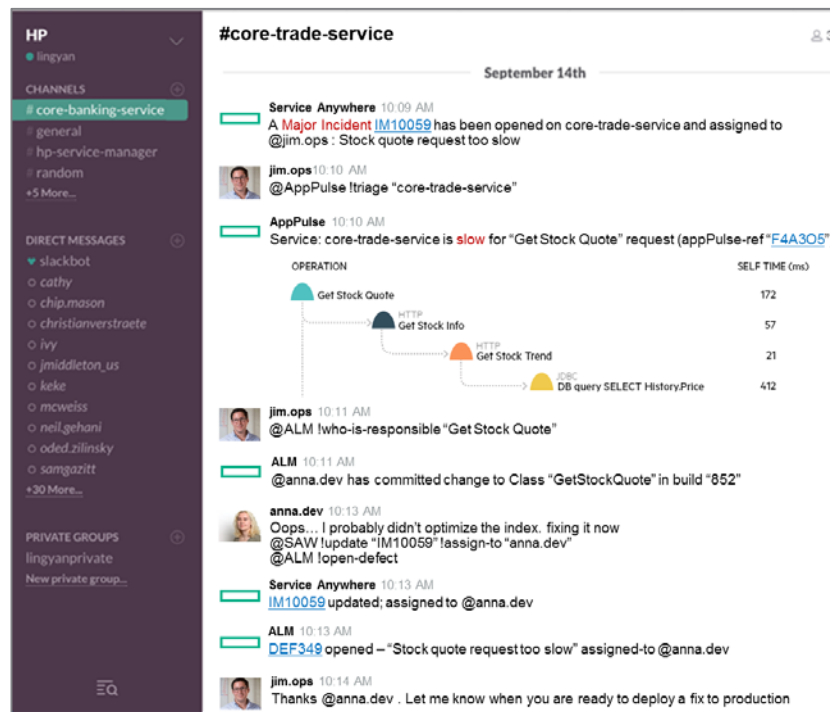 HP
lingyan
CHANNELS
# core-banking-service
# general
# hp-service-manager
# random
+5 More...
DIRECT MESSAGES
slackbot
cathy
chip.mason
christianverstraete
ivy
jmiddleton_us
keke
mcweiss
neil.gehani
oded.zilinsky
samgazitt
+30 More...
PRIVATE GROUPS
lingyanprivate
New private group...
#core-trade-service
September 14th
Service Anywhere 10:09 AM
A Major Incident IM10059 has been opened on core-trade-service and assigned to
@jim.ops : Stock quote request too slow
jim.ops 10:10 AM
@AppPulse !triage “core-trade-service”
AppPulse 10:10 AM
Service: core-trade-service is slow for “Get Stock Quote” request (appPulse-ref “F4A3O5”
OPERATION SELF TIME (ms)
Get Stock Quote 172
HTTP
Get Stock Info 57
HTTP
Get Stock Trend 21
JDBC
DB query SELECT History.Price 412
jim.ops 10:11 AM
@ALM !who-is-responsible “Get Stock Quote”
ALM 10:11 AM
@anna.dev has committed change to Class “GetStockQuote” in build “852”
anna.dev 10:13 AM
Oops… I probably didn’t optimize the index. fixing it now
@SAW !update “IM10059” !assign-to “anna.dev”
@ALM !open-defect
Service Anywhere 10:13 AM
IM10059 updated; assigned to @anna.dev
ALM 10:13 AM
DEF349 opened – “Stock quote request too slow” assigned-to @anna.dev
jim.ops 10:14 AM
Thanks @anna.dev . Let me know when you are ready to deploy a fix to production